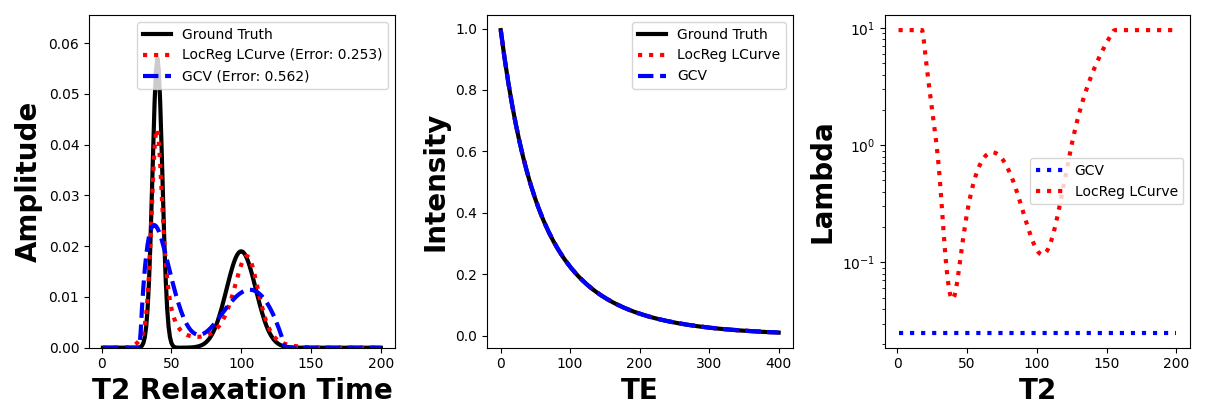 Amplitude
0.06
0.05
0.04
0.03
0.02
0.01
0.00
0 50 100 150 200
T2 Relaxation Time
Ground Truth
LocReg LCurve (Error: 0.253)
GCV (Error: 0.562)
Intensity
1.0
0.8
0.6
0.4
0.2
0.0
0 100 200 300 400
TE
Ground Truth
LocReg LCurve
GCV
Lambda
10¹
10⁰
10⁻¹
0 50 100 150 200
T2
GCV
LocReg LCurve